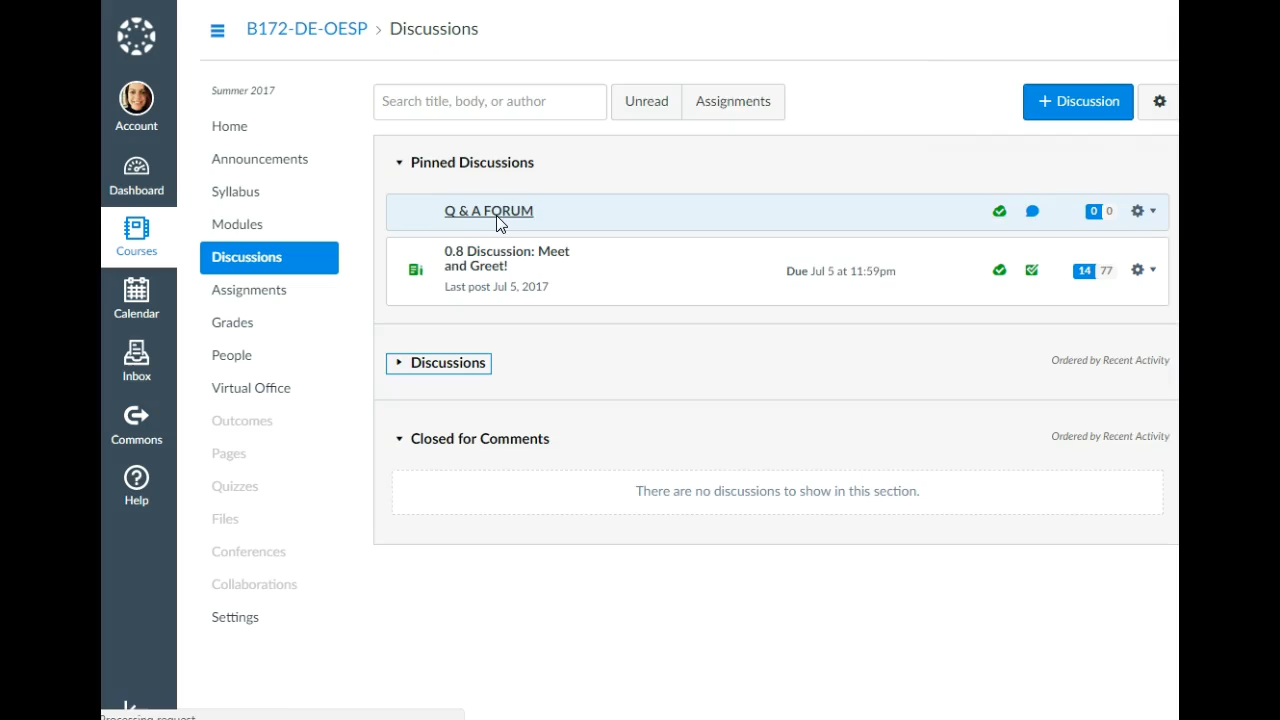 B172-DE-OESP > Discussions
Account
Dashboard
Courses
Calendar
Inbox
Commons
Help
Summer 2017
Home
Announcements
Syllabus
Modules
Discussions
Assignments
Grades
People
Virtual Office
Outcomes
Pages
Quizzes
Files
Conferences
Collaborations
Settings
Search title, body, or author
Unread
Assignments
+ Discussion
Pinned Discussions
Q & A FORUM
0 0
0.8 Discussion: Meet
and Greet!
Last post Jul 5, 2017
Due Jul 5 at 11:59pm
14 77
Discussions
Ordered by Recent Activity
Closed for Comments
Ordered by Recent Activity
There are no discussions to show in this section.
Processing request